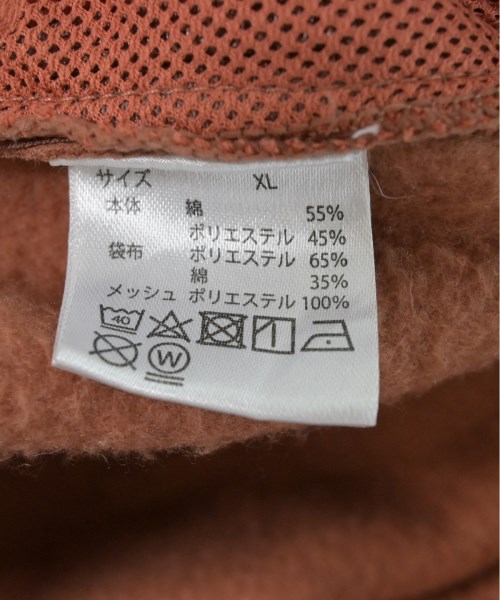 サイズ XL
本体 綿 55%
ポリエステル 45%
袋布 ポリエステル 65%
綿 35%
メッシュ ポリエステル 100%
40
W